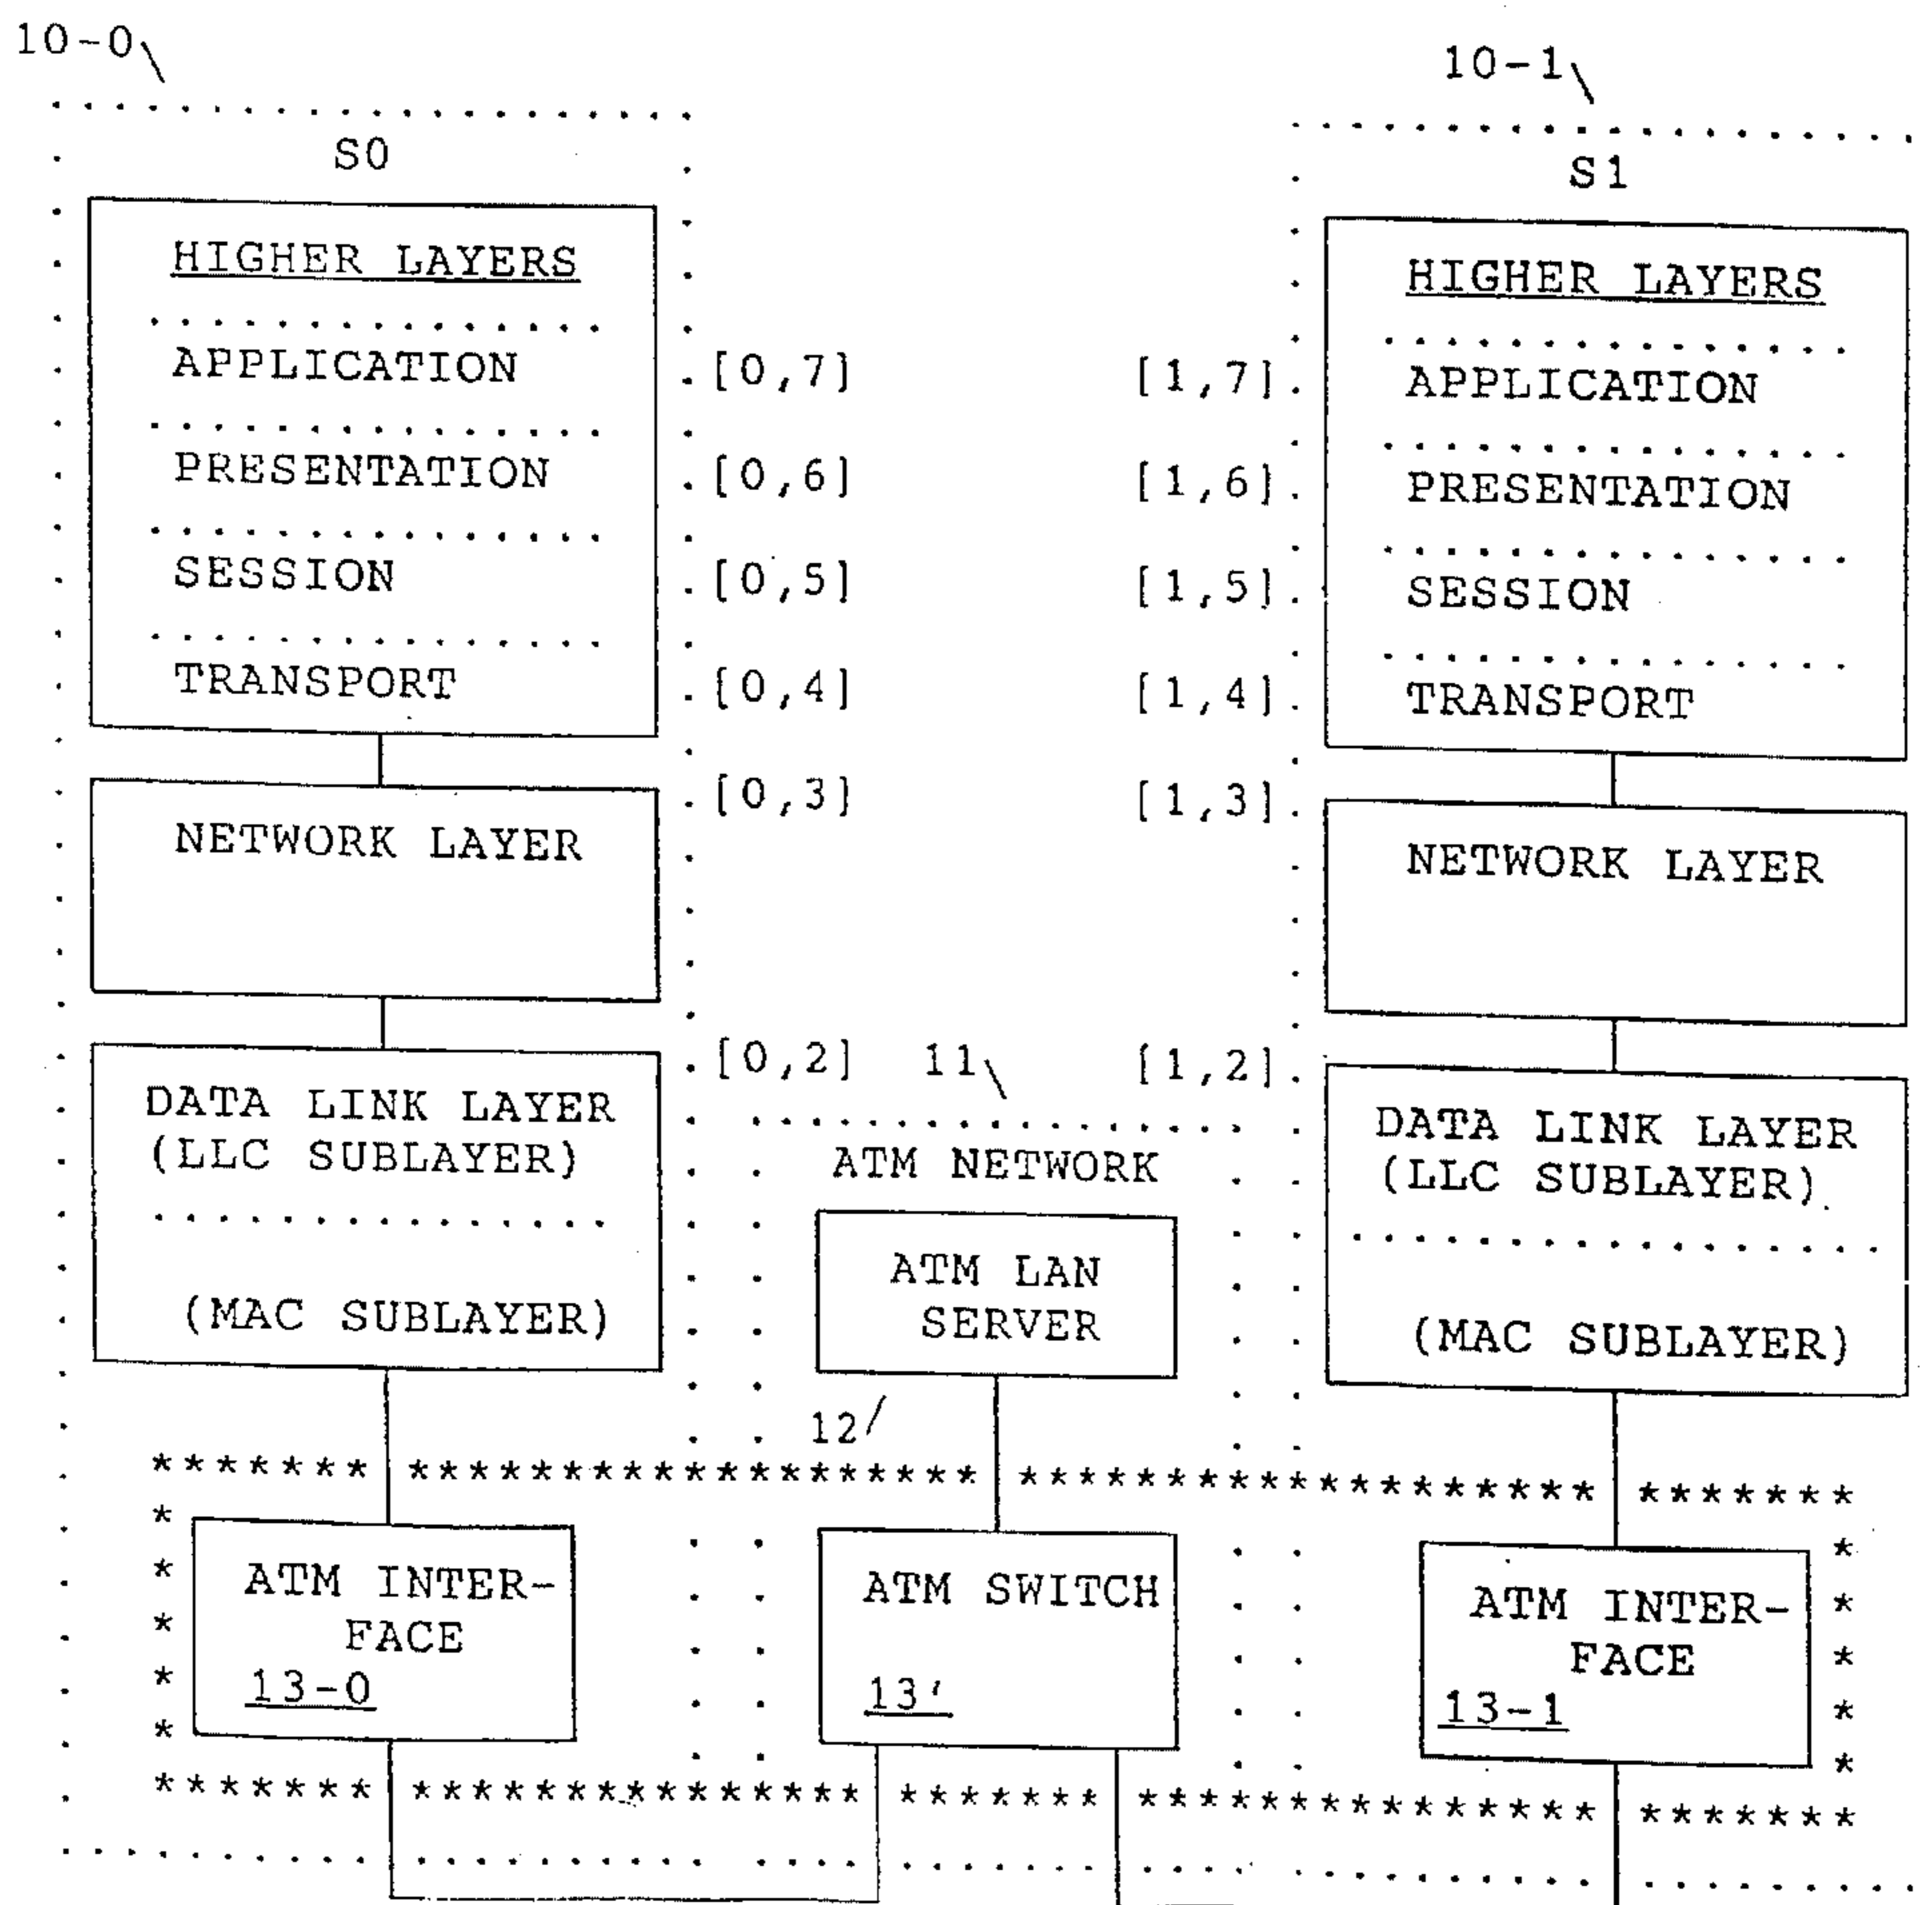 10-0
10-1
S0
S1
HIGHER LAYERS
APPLICATION
PRESENTATION
SESSION
TRANSPORT
[0,7]
[0,6]
[0,5]
[0,4]
[0,3]
[0,2]
NETWORK LAYER
DATA LINK LAYER
(LLC SUBLAYER)
(MAC SUBLAYER)
[1,7]
[1,6]
[1,5]
[1,4]
[1,3]
[1,2]
HIGHER LAYERS
APPLICATION
PRESENTATION
SESSION
TRANSPORT
NETWORK LAYER
DATA LINK LAYER
(LLC SUBLAYER)
(MAC SUBLAYER)
11
ATM NETWORK
ATM LAN
SERVER
12
ATM INTER-
FACE
13-0
ATM SWITCH
13'
ATM INTER-
FACE
13-1